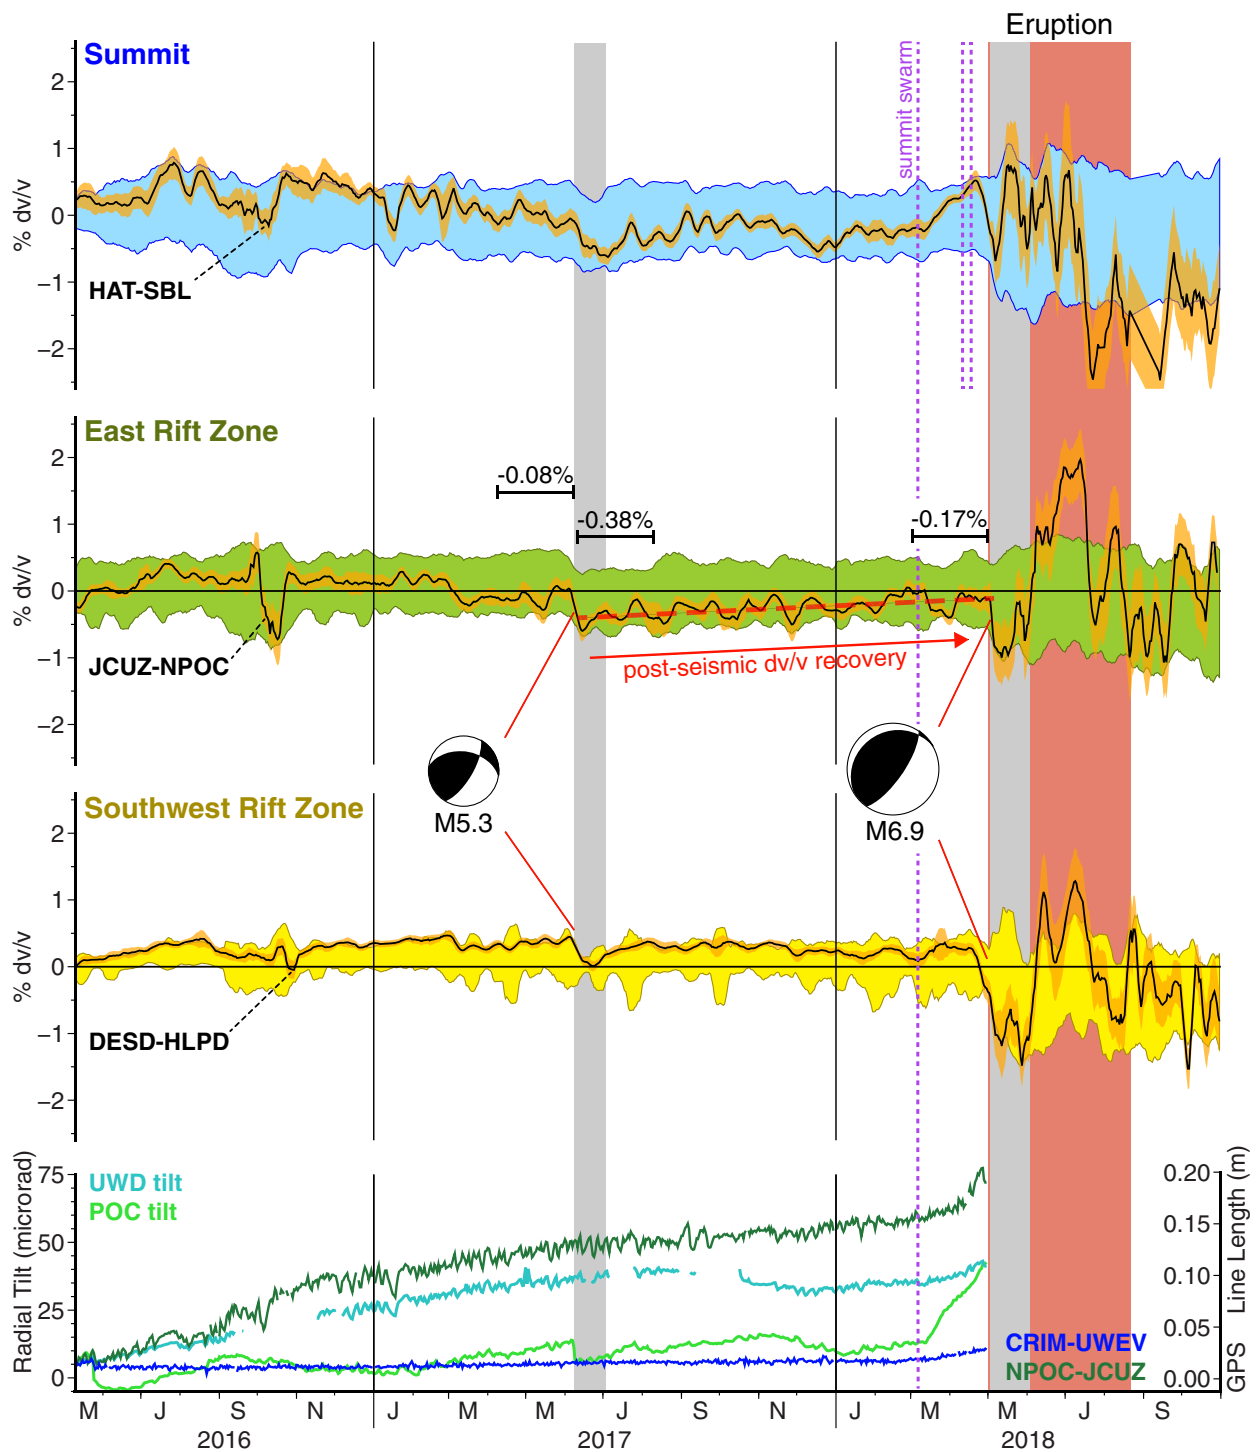 Eruption
Summit
summit swarm
2
1
0
−1
−2
% dv/v
HAT-SBL
East Rift Zone
2
1
0
−1
−2
% dv/v
-0.08%
-0.38%
-0.17%
JCUZ-NPOC
post-seismic dv/v recovery
M5.3
M6.9
Southwest Rift Zone
2
1
0
−1
−2
% dv/v
DESD-HLPD
75
50
25
0
Radial Tilt (microrad)
UWD tilt
POC tilt
0.20
0.15
0.10
0.05
0.00
GPS Line Length (m)
CRIM-UWEV
NPOC-JCUZ
M J S N J M M J S N J M M J S
2016 2017 2018